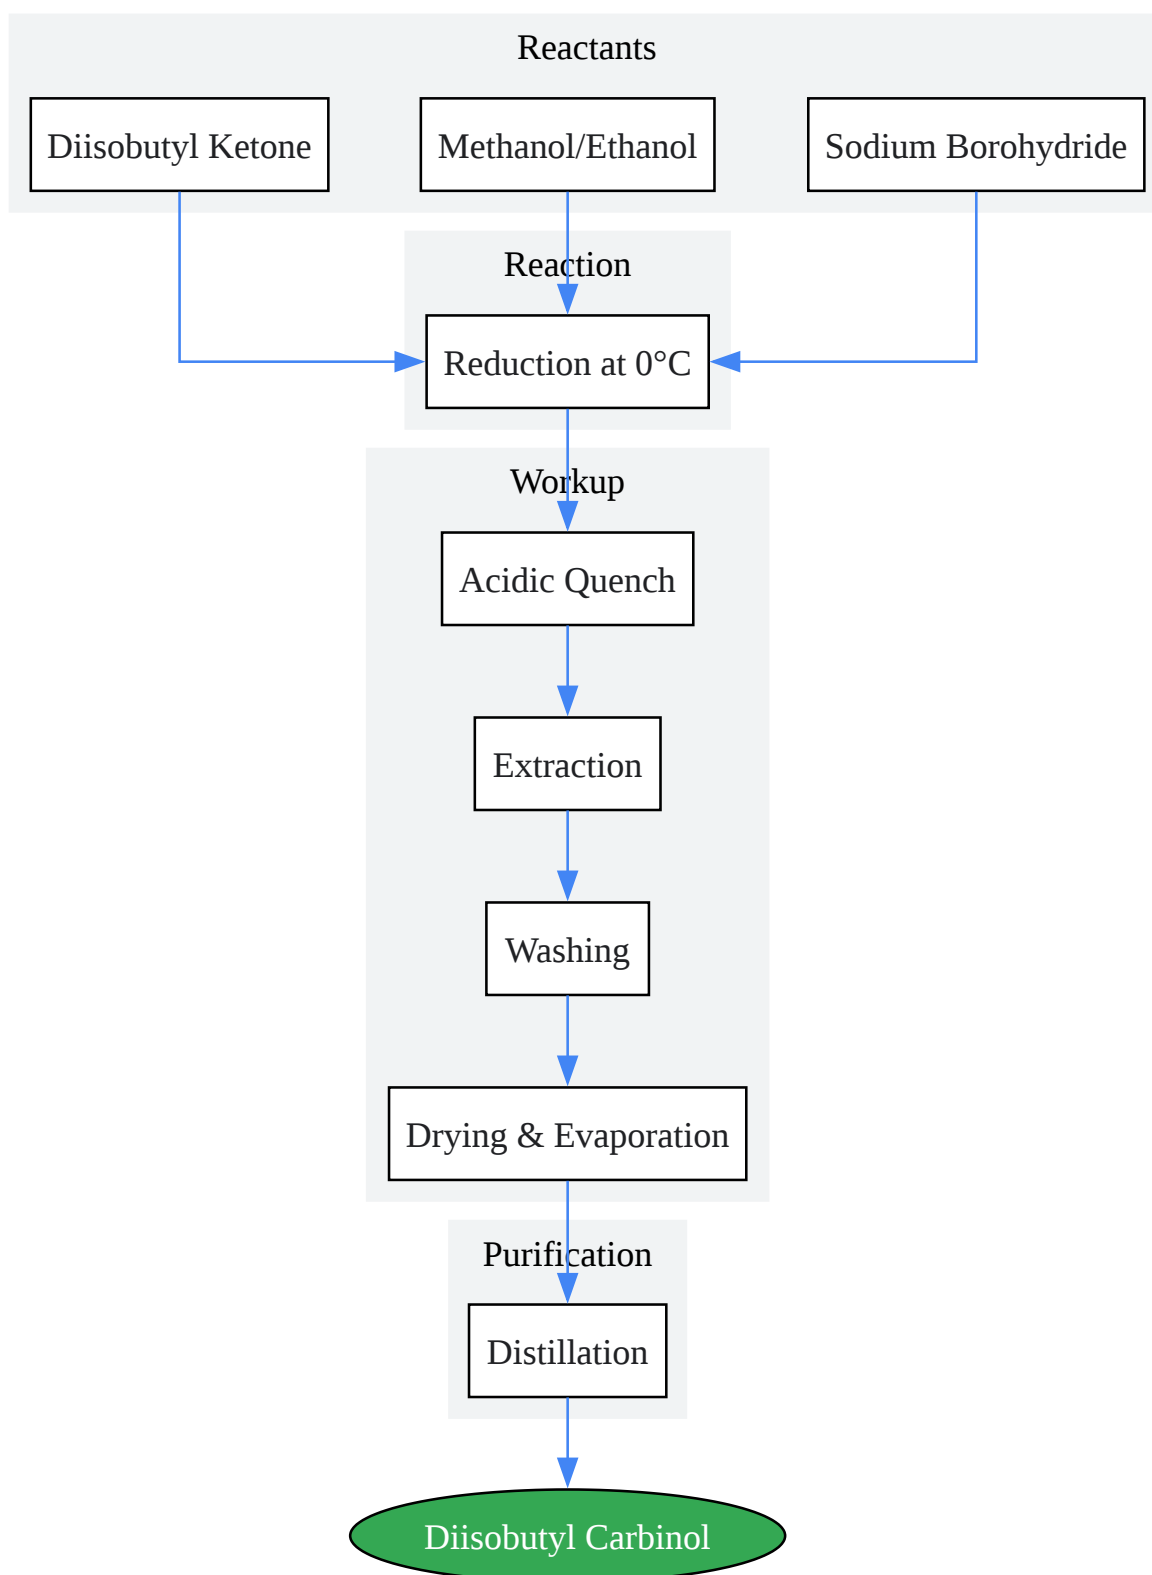 Reactants
Diisobutyl Ketone
Methanol/Ethanol
Sodium Borohydride
Reaction
Reduction at 0°C
Workup
Acidic Quench
Extraction
Washing
Drying & Evaporation
Purification
Distillation
Diisobutyl Carbinol